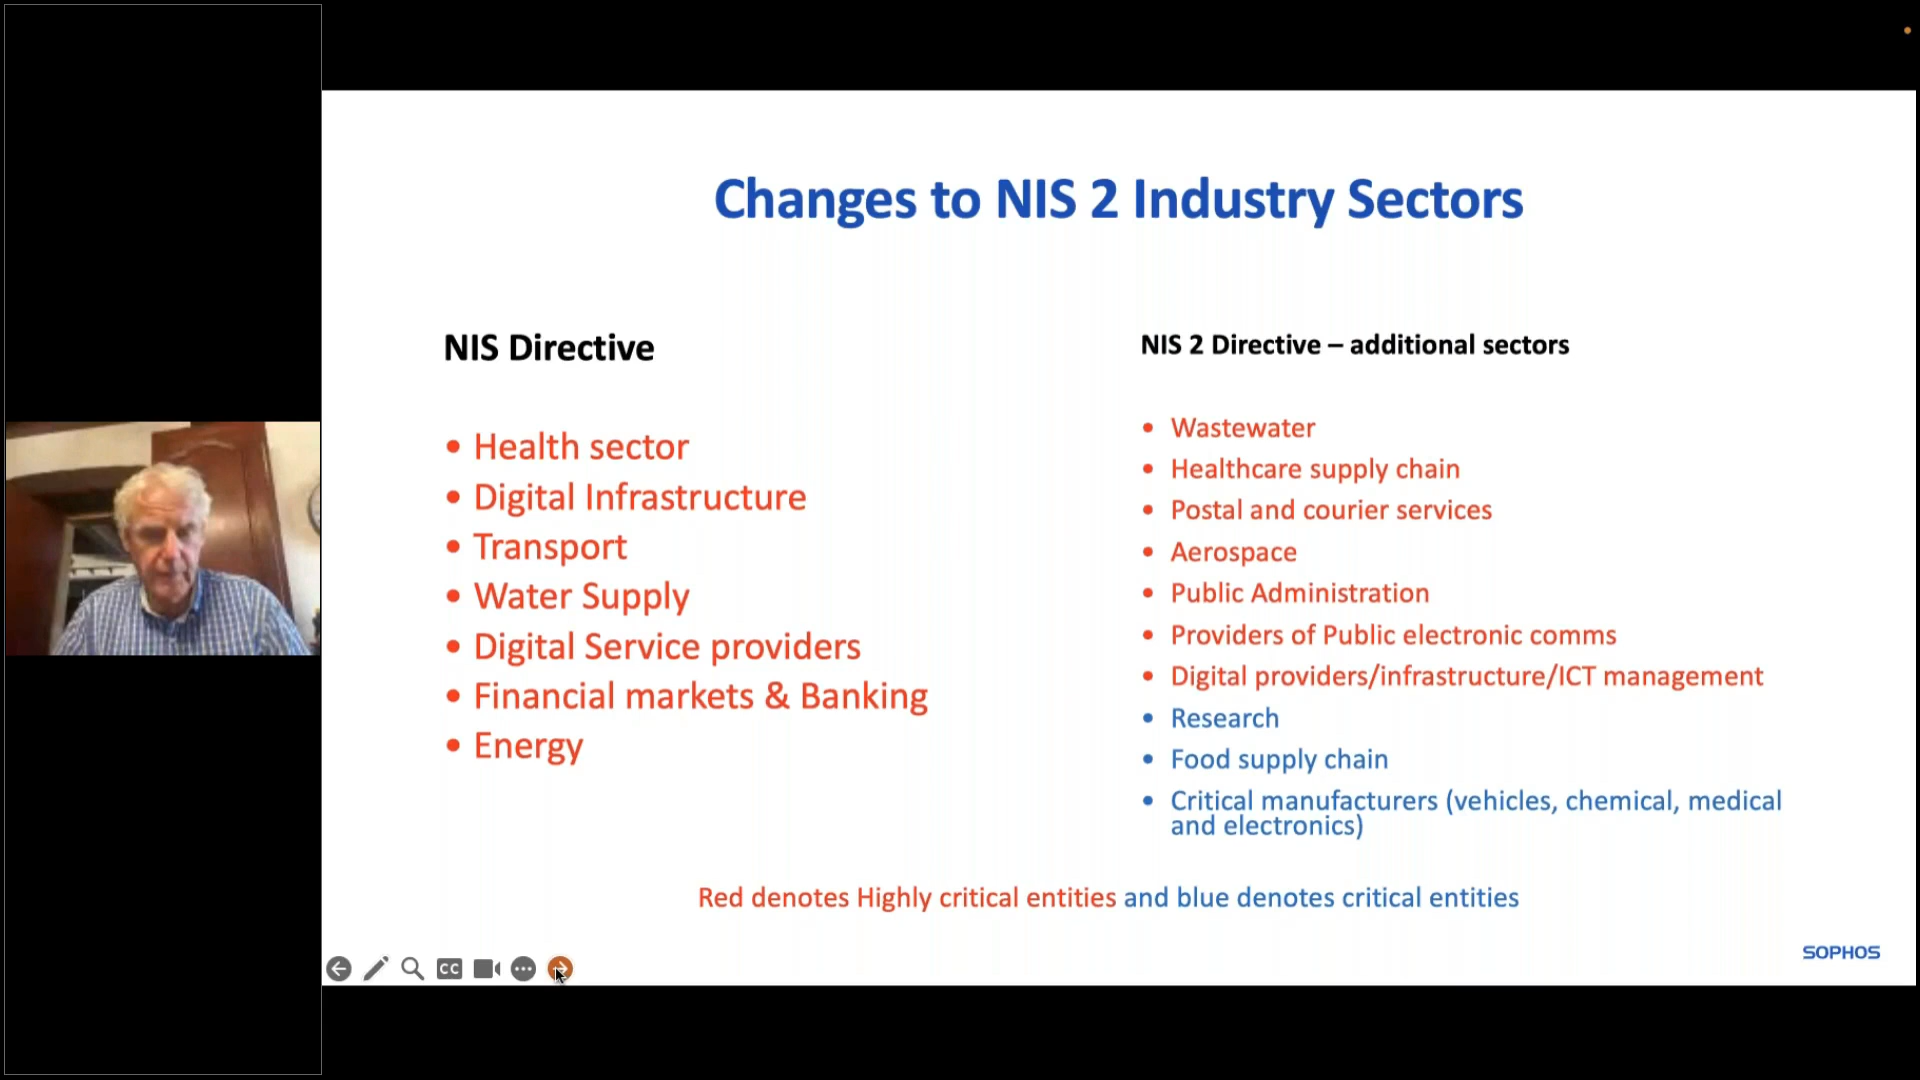 Changes to NIS 2 Industry Sectors
NIS Directive
• Health sector
• Digital Infrastructure
• Transport
• Water Supply
• Digital Service providers
• Financial markets & Banking
• Energy
NIS 2 Directive – additional sectors
• Wastewater
• Healthcare supply chain
• Postal and courier services
• Aerospace
• Public Administration
• Providers of Public electronic comms
• Digital providers/infrastructure/ICT management
• Research
• Food supply chain
• Critical manufacturers (vehicles, chemical, medical
and electronics)
Red denotes Highly critical entities and blue denotes critical entities
SOPHOS
CC